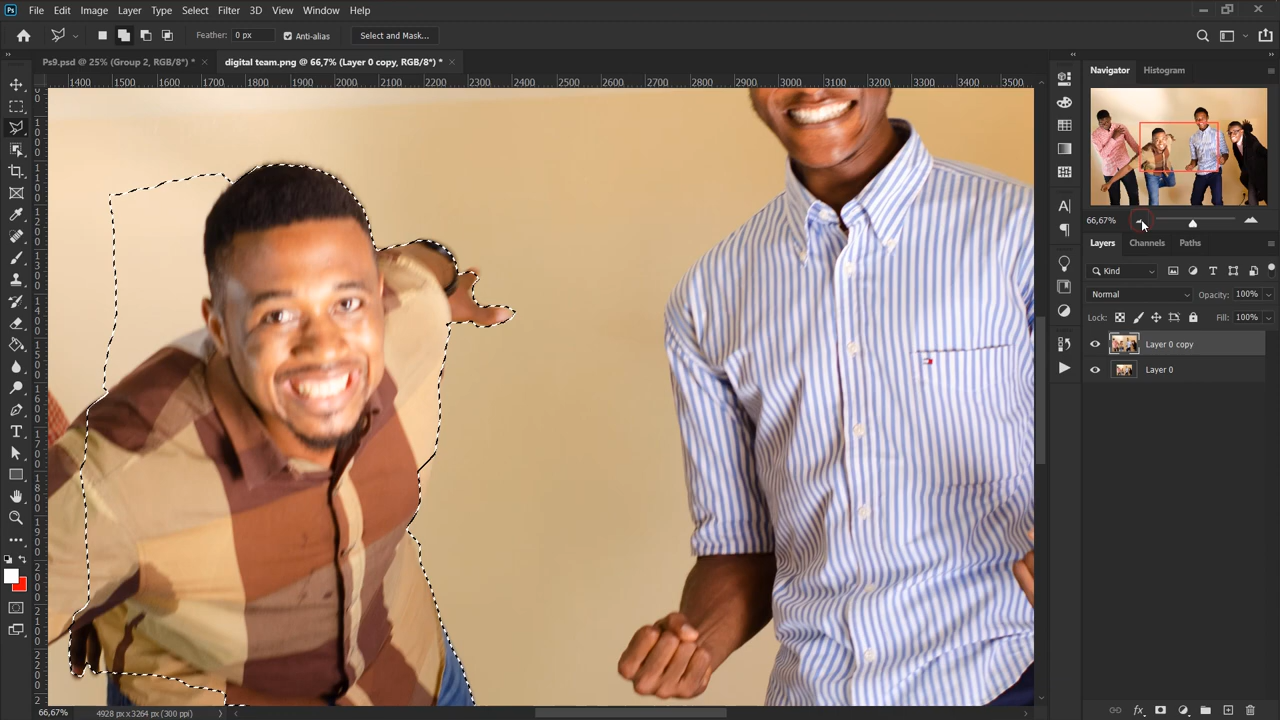 Ps File Edit Image Layer Type Select Filter 3D View Window Help
Feather: 0 px Anti-alias Select and Mask...
Ps9.psd @ 25% (Group 2, RGB/8*) * × digital team.png @ 66,7% (Layer 0 copy, RGB/8*) * ×
1400 1500 1600 1700 1800 1900 2000 2100 2200 2300 2400 2500 2600 2700 2800 2900 3000 3100 3200 3300 3400 3500
Navigator Histogram
66,67%
Layers Channels Paths
Kind
Normal Opacity: 100%
Lock: Fill: 100%
Layer 0 copy
Layer 0
66,67% 4928 px x 3264 px (300 ppi)